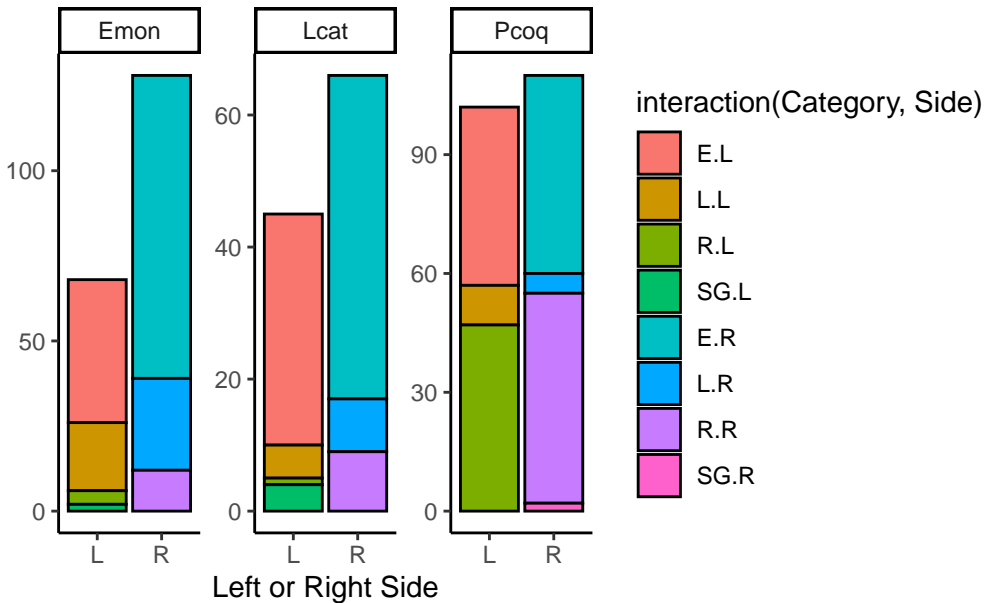 Emon
Lcat
Pcoq
100
50
0
60
40
20
0
90
60
30
0
L
R
L
R
L
R
Left or Right Side
interaction(Category, Side)
E.L
L.L
R.L
SG.L
E.R
L.R
R.R
SG.R